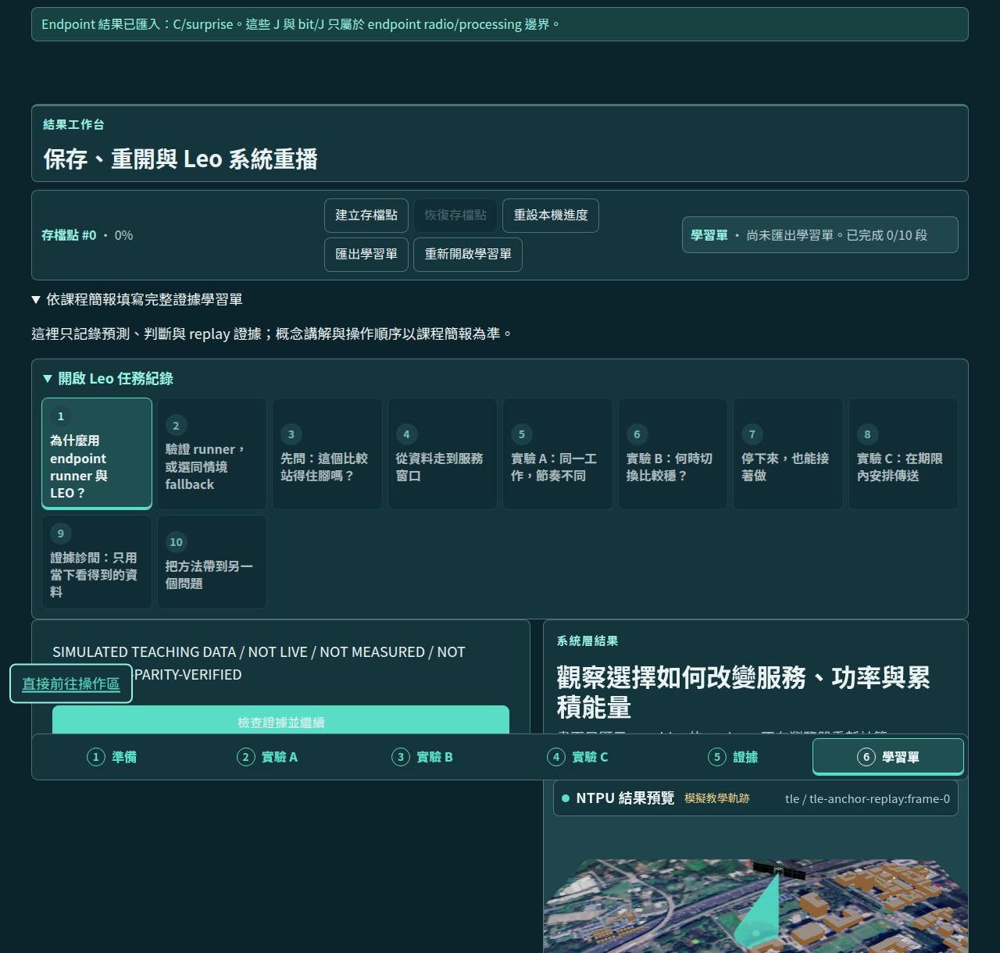 Endpoint 結果已匯入：C/surprise。這些 J 與 bit/J 只屬於 endpoint radio/processing 邊界。
結果工作台
保存、重開與 Leo 系統重播
存檔點 #0 · 0%
建立存檔點
恢復存檔點
重設本機進度
匯出學習單
重新開啟學習單
學習單 · 尚未匯出學習單。已完成 0/10 段
▼ 依課程簡報填寫完整證據學習單
這裡只記錄預測、判斷與 replay 證據；概念講解與操作順序以課程簡報為準。
▼ 開啟 Leo 任務紀錄
1
為什麼用
endpoint
runner 與
LEO？
2
驗證 runner，
或選同情境
fallback
3
先問：這個比較
站得住腳嗎？
4
從資料走到服務
窗口
5
實驗 A：同一工
作，節奏不同
6
實驗 B：何時切
換比較穩？
7
停下來，也能接
著做
8
實驗 C：在期限
內安排傳送
9
證據診間：只用
當下看得到的資
料
10
把方法帶到另一
個問題
SIMULATED TEACHING DATA / NOT LIVE / NOT MEASURED / NOT
-PARITY-VERIFIED
直接前往操作區
檢查證據並繼續
系統層結果
觀察選擇如何改變服務、功率與累
積能量
1 準備
2 實驗 A
3 實驗 B
4 實驗 C
5 證據
6 學習單
NTPU 結果預覽 模擬教學軌跡 tle / tle-anchor-replay:frame-0